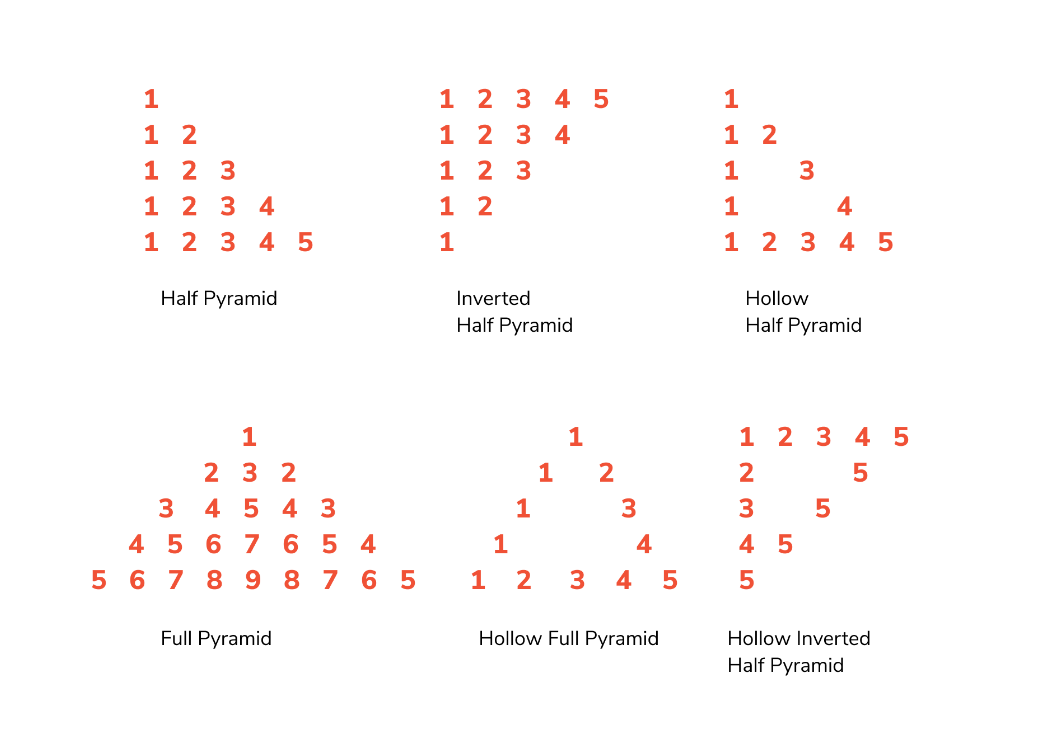 1
1 2
1 2 3
1 2 3 4
1 2 3 4 5
Half Pyramid
1 2 3 4 5
1 2 3 4
1 2 3
1 2
1
Inverted
Half Pyramid
1
1 2
1 3
1 4
1 2 3 4 5
Hollow
Half Pyramid
1
2 3 2
3 4 5 4 3
4 5 6 7 6 5 4
5 6 7 8 9 8 7 6 5
Full Pyramid
1
1 2
1 3
1 4
1 2 3 4 5
Hollow Full Pyramid
1 2 3 4 5
2 5
3 5
4 5
5
Hollow Inverted
Half Pyramid